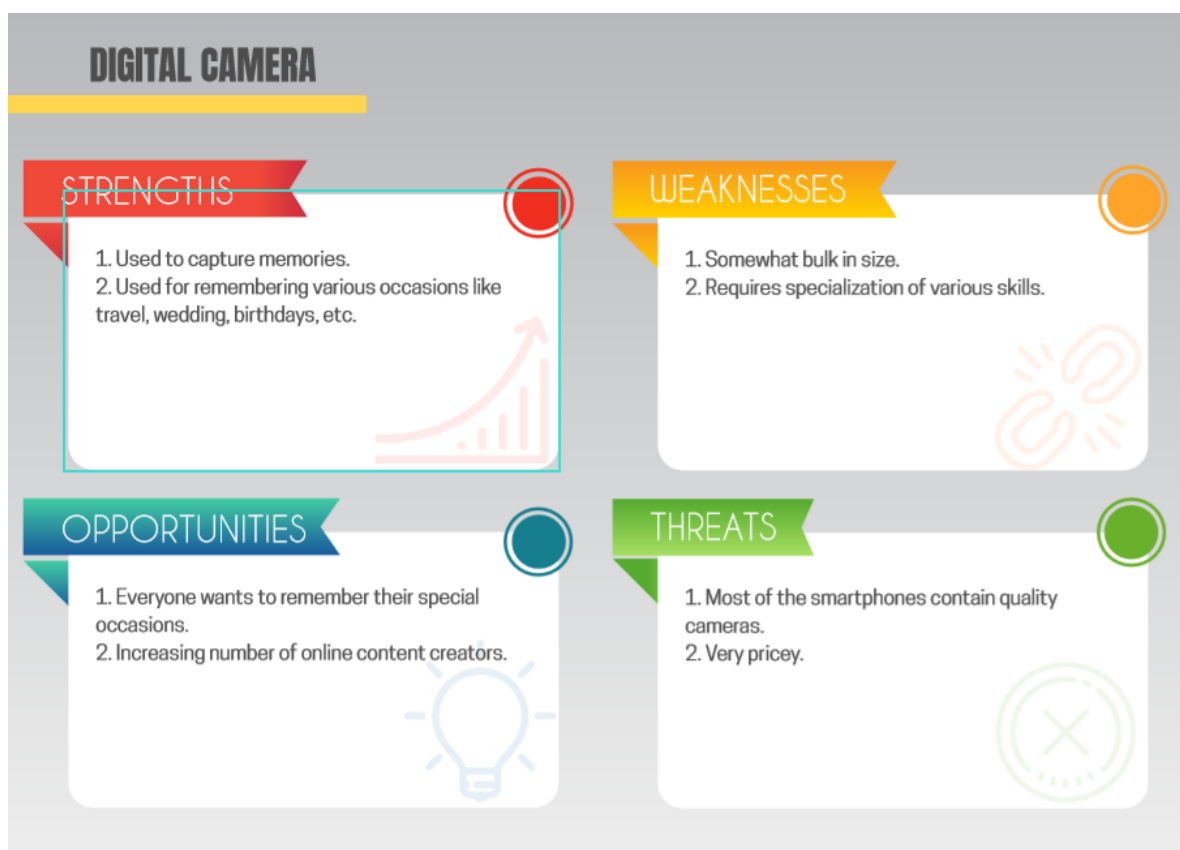 DIGITAL CAMERA
STRENGTHS
1. Used to capture memories.
2. Used for remembering various occasions like
travel, wedding, birthdays, etc.
WEAKNESSES
1. Somewhat bulk in size.
2. Requires specialization of various skills.
OPPORTUNITIES
1. Everyone wants to remember their special
occasions.
2. Increasing number of online content creators.
THREATS
1. Most of the smartphones contain quality
cameras.
2. Very pricey.